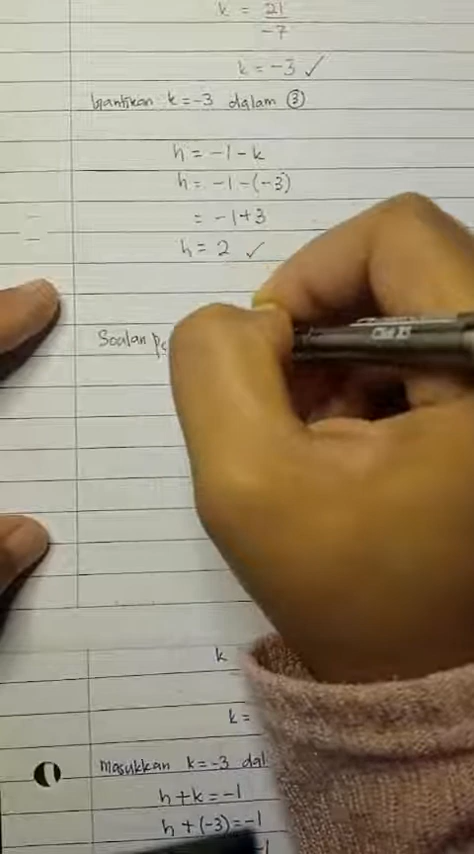 k = 21
-7
k = -3 ✓
Gantikan k = -3 dalam ③
h = -1 - k
h = -1 - (-3)
= -1 + 3
h = 2 ✓
Soalan
k
k =
Masukkan k = -3
h + k = -1
h + (-3) = -1